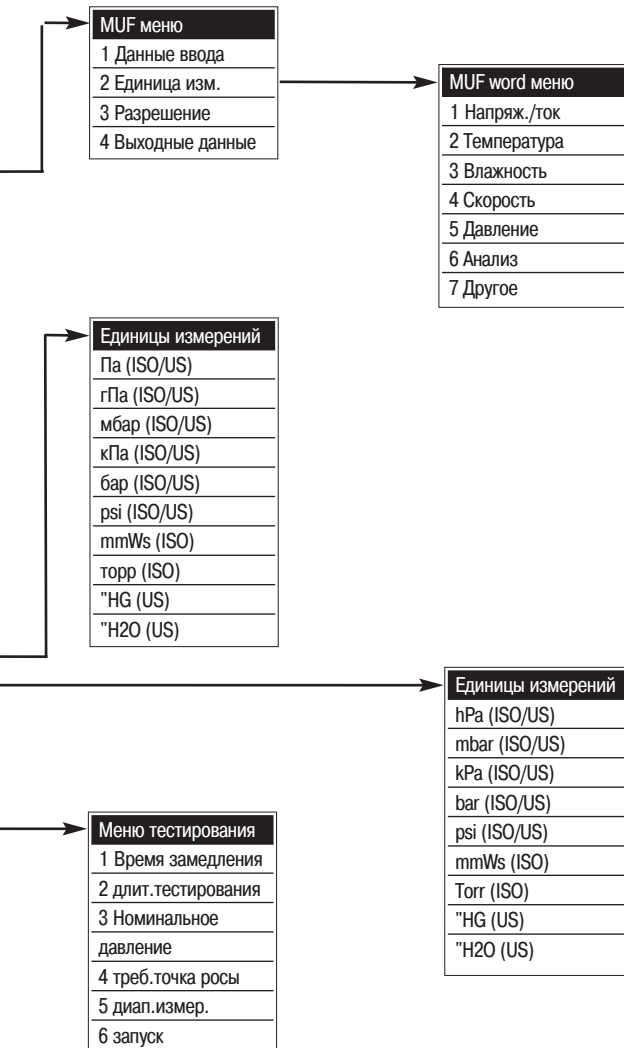 MUF меню
1 Данные ввода
2 Единица изм.
3 Разрешение
4 Выходные данные
MUF word меню
1 Напряж./ток
2 Температура
3 Влажность
4 Скорость
5 Давление
6 Анализ
7 Другое
Единицы измерений
Па (ISO/US)
гПа (ISO/US)
мбар (ISO/US)
кПа (ISO/US)
бар (ISO/US)
psi (ISO/US)
mmWs (ISO)
торр (ISO)
"HG (US)
"H2O (US)
Единицы измерений
hPa (ISO/US)
mbar (ISO/US)
kPa (ISO/US)
bar (ISO/US)
psi (ISO/US)
mmWs (ISO)
Torr (ISO)
"HG (US)
"H2O (US)
Меню тестирования
1 Время замедления
2 длит.тестирования
3 Номинальное
давление
4 треб.точка росы
5 диап.измер.
6 запуск